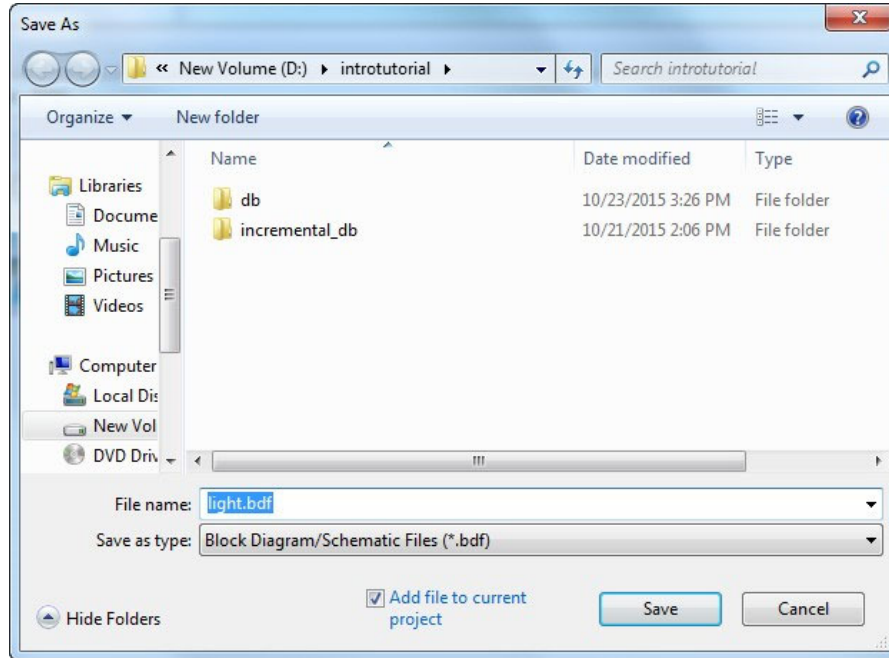 Save As
« New Volume (D:) introtutorial
Search introtutorial
Organize New folder
Name Date modified Type
Libraries
Docume
Music
Pictures
Videos
Computer
Local Dis
New Vol
DVD Driv
db 10/23/2015 3:26 PM File folder
incremental_db 10/21/2015 2:06 PM File folder
File name: light.bdf
Save as type: Block Diagram/Schematic Files (*.bdf)
Hide Folders
Add file to current
project
Save Cancel